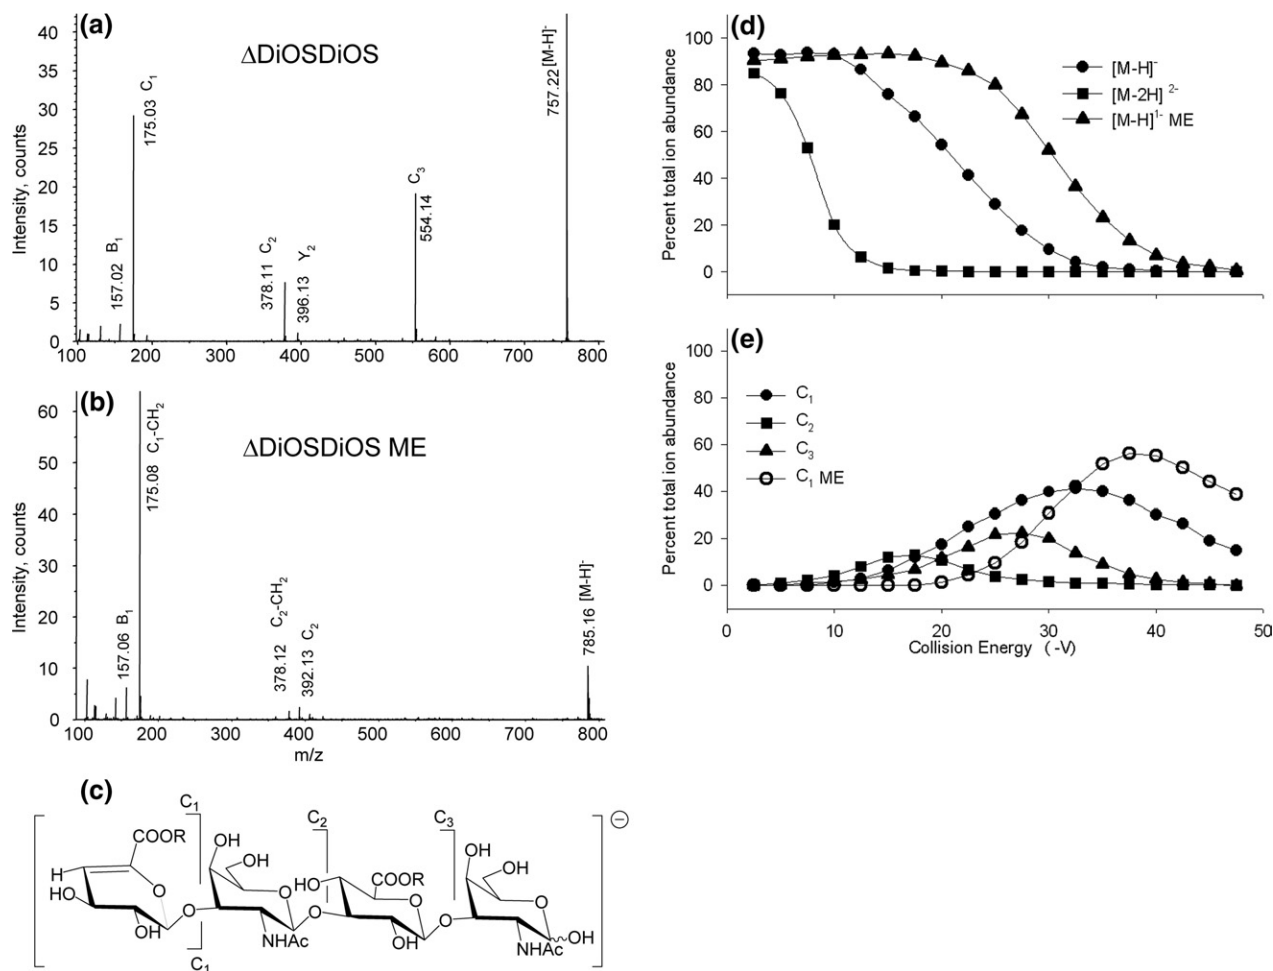 (a)
ΔDiOSDiOS
Intensity, counts
40
35
30
25
20
15
10
5
0
157.02 B₁
175.03 C₁
378.11 C₂
396.13 Y₂
C₃
554.14
757.22 [M-H]⁻
100 200 300 400 500 600 700 800
(b)
ΔDiOSDiOS ME
Intensity, counts
60
50
40
30
20
10
0
157.06 B₁
175.08 C₁-CH₂
378.12 C₂-CH₂
392.13 C₂
785.16 [M-H]⁻
100 200 300 400 500 600 700 800
m/z
(c)
C₁
C₂
C₃
⊖
COOR
OH
OH
H
HO
O
OH
O
O
NHAc
C₁
O
HO
COOR
O
OH
O
OH
OH
O
NHAc
OH
(d)
Percent total ion abundance
100
80
60
40
20
0
[M-H]⁻
[M-2H] ²⁻
[M-H]¹⁻ ME
(e)
Percent total ion abundance
100
80
60
40
20
0
C₁
C₂
C₃
C₁ ME
0 10 20 30 40 50
Collision Energy (-V)